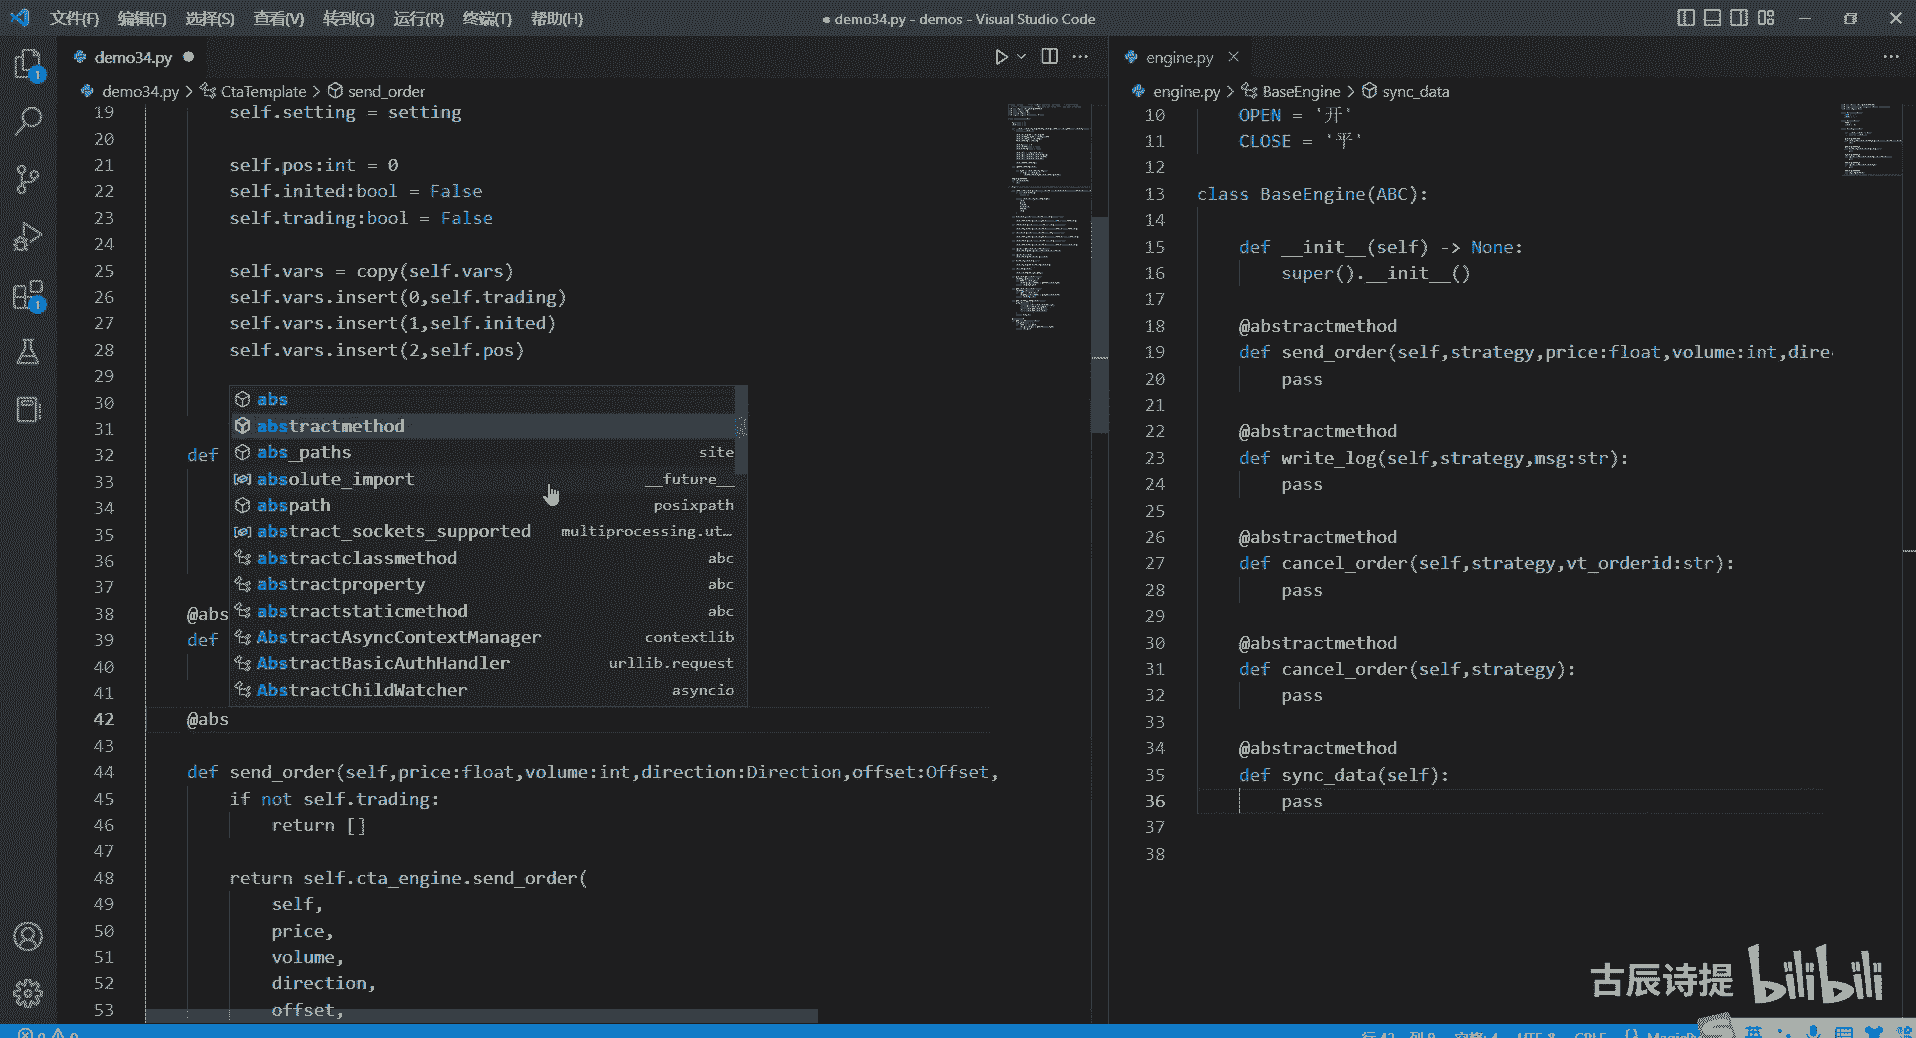 文件(F) 编辑(E) 选择(S) 查看(V) 转到(G) 运行(R) 终端(T) 帮助(H)
● demo34.py - demos - Visual Studio Code
demo34.py
demo34.py > CtaTemplate > send_order
19 self.setting = setting
20
21 self.pos:int = 0
22 self.inited:bool = False
23 self.trading:bool = False
24
25 self.vars = copy(self.vars)
26 self.vars.insert(0,self.trading)
27 self.vars.insert(1,self.inited)
28 self.vars.insert(2,self.pos)
29
30
31
32 def
33
34
35
36
37
38 @abs
39 def
40
41
42 @abs
43
44 def send_order(self,price:float,volume:int,direction:Direction,offset:Offset,
45 if not self.trading:
46 return []
47
48 return self.cta_engine.send_order(
49 self,
50 price,
51 volume,
52 direction,
53 offset,
abs
abstractmethod
abs_paths site
absolute_import __future__
abspath posixpath
abstract_sockets_supported multiprocessing.ut…
abstractclassmethod abc
abstractproperty abc
abstractstaticmethod abc
AbstractAsyncContextManager contextlib
AbstractBasicAuthHandler urllib.request
AbstractChildWatcher asyncio
engine.py
engine.py > BaseEngine > sync_data
10 OPEN = '开'
11 CLOSE = '平'
12
13 class BaseEngine(ABC):
14
15 def __init__(self) -> None:
16 super().__init__()
17
18 @abstractmethod
19 def send_order(self,strategy,price:float,volume:int,dire
20 pass
21
22 @abstractmethod
23 def write_log(self,strategy,msg:str):
24 pass
25
26 @abstractmethod
27 def cancel_order(self,strategy,vt_orderid:str):
28 pass
29
30 @abstractmethod
31 def cancel_order(self,strategy):
32 pass
33
34 @abstractmethod
35 def sync_data(self):
36 pass
37
38
古辰诗提 bilibili
英